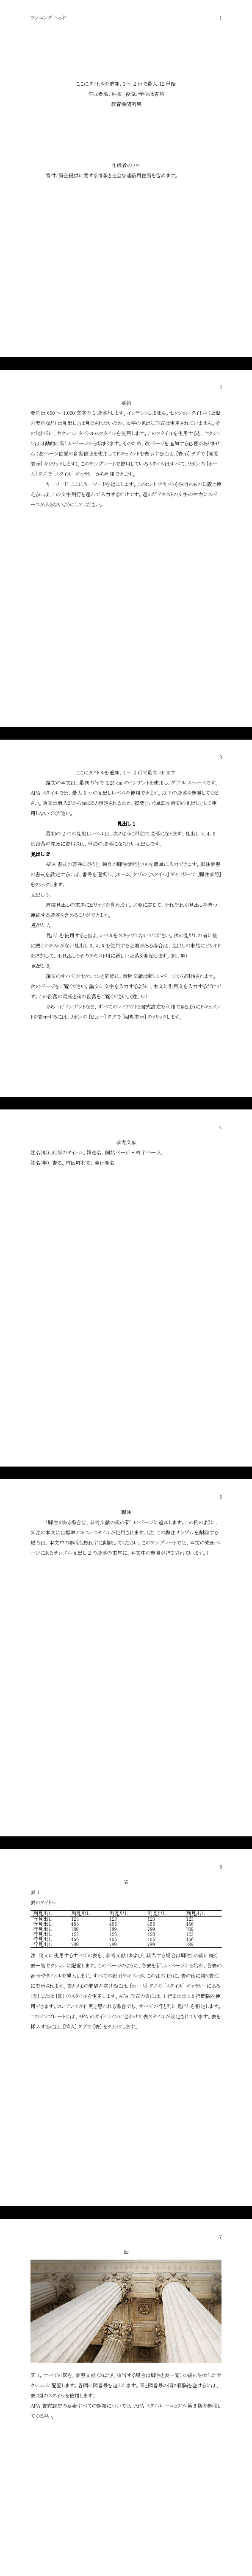 ランニング ヘッド 1
ここにタイトルを追加、1 ～ 2 行で最大 12 単語
作成者名、姓名、役職と学位は省略
教育機関所属
作成者のメモ
寄付/資金提供に関する情報と完全な連絡用住所を含めます。
2
要約
要約は 600 ～ 1,000 文字の 1 段落とします。インデントしません。セクション タイトル (上記
の要約など) は見出しとは見なされないため、太字の見出し形式は使用されていません。そ
の代わりに、セクション タイトルのスタイルを使用します。このスタイルを使用すると、セクショ
ンは自動的に新しいページから始まります。そのため、改ページを追加する必要がありませ
ん (改ページ位置の自動修正を使用して) ドキュメントを表示するには、[表示] タブで [閲覧
表示] をクリックします)。このテンプレートで使用しているスタイルはすべて、リボンの [ホー
ム] タブで [スタイル] ギャラリーから利用できます。
キーワード: ここにキーワードを追加します。このヒント テキストを独自のものに置き換
えるには、この文字列行を選んで入力するだけです。選んだテキストの文字の左右にスペ
ースが入らないようにしてください。
3
ここにタイトルを追加、1 ～ 2 行で最大 50 文字
論文の本文は、最初の行で 1.25 cm のインデントを使用し、ダブル スペースです。
APA スタイルでは、最大 5 つの見出しレベルを使用できます。以下の段落を参照してくだ
さい。論文は導入部から始まると想定されるため、概要という単語を最初の見出しとして使
用しないでください。
見出し 1
最初の 2 つの見出しレベルは、次のように単独で段落になります。見出し 3、4、5
は段落の先頭に使用され、単独の段落にならない見出しです。
見出し 2¹
APA 書式の要件に従うと、独自の脚注参照とメモを簡単に入力できます。脚注参照
の書式を設定するには、番号を選択し、[ホーム] タブの [スタイル] ギャラリーで [脚注参照]
をクリックします。
見出し 3。
連続見出しの末尾にピリオドを含めます。必要に応じて、それぞれが見出しを持つ
連続する段落を含めることができます。
見出し 4。
見出しを使用するときは、レベルをスキップしないでください。次の見出しの前に後
に続くテキストがない見出し 3、4、5 を使用する必要がある場合は、見出しの末尾にピリオド
を追加して、小見出しとそのテキスト用に新しい段落を開始します。(姓、年)
見出し 5。
論文のすべてのセクションと同様に、参照文献は新しいページから開始されます。
次のページをご覧ください。論文に文字を入力するように、本文に引用文を入力するだけで
す。この段落の最後と前の段落をご覧ください。(姓、年)
ぶら下げインデントなど、すべてのレイアウトと書式設定を利用できるようにドキュメン
トを表示するには、リボンの [ビュー] タブで [閲覧表示] をクリックします。
4
参考文献
姓名(年)。記事のタイトル。雑誌名、開始ページ – 終了ページ。
姓名(年)。書名。市区町村名: 発行者名
5
脚注
¹脚注がある場合は、参考文献の後の新しいページに追加します。この例のように、
脚注の本文には標準テキスト スタイルが使用されます。(注: この脚注サンプルを削除する
場合は、本文中の参照も忘れずに削除してください。このテンプレートでは、本文の先頭ペ
ージにあるサンプル見出し 2 の段落の末尾に、本文中の参照が追加されています。)
6
表
表 1
表のタイトル
列見出し 列見出し 列見出し 列見出し 列見出し
行見出し 123 123 123 123
行見出し 456 456 456 456
行見出し 789 789 789 789
行見出し 123 123 123 123
行見出し 456 456 456 456
行見出し 789 789 789 789
注: 論文に使用するすべての表を、参考文献 (および、該当する場合は脚注) の後に続く
表一覧セクションに配置します。このページのように、各表を新しいページから始め、各表の
番号やタイトルを挿入します。すべての説明テキストが、この注のように、表の後に続く表注
に表示されます。表とメモの間隔を空けるには、[ホーム] タブの [スタイル] ギャラリーにある
[表] または [図] のスタイルを使用します。APA 形式の表には、1 行または 1.5 行間隔を使
用できます。コンテンツが自明と思われる場合でも、すべての行と列に見出しを指定します。
このテンプレートには、APA のガイドラインに合わせた表スタイルが設定されています。表を
挿入するには、[挿入] タブで [表] をクリックします。
7
図
図 1。すべての図を、参照文献 (および、該当する場合は脚注と表一覧) の後の独立したセ
クションに配置します。各図に図番号を追加します。図と図番号の間の間隔を空けるには、
表/図のスタイルを使用します。
APA 書式設定の要素すべての詳細については、APA スタイル マニュアル第 6 版を参照し
てください。